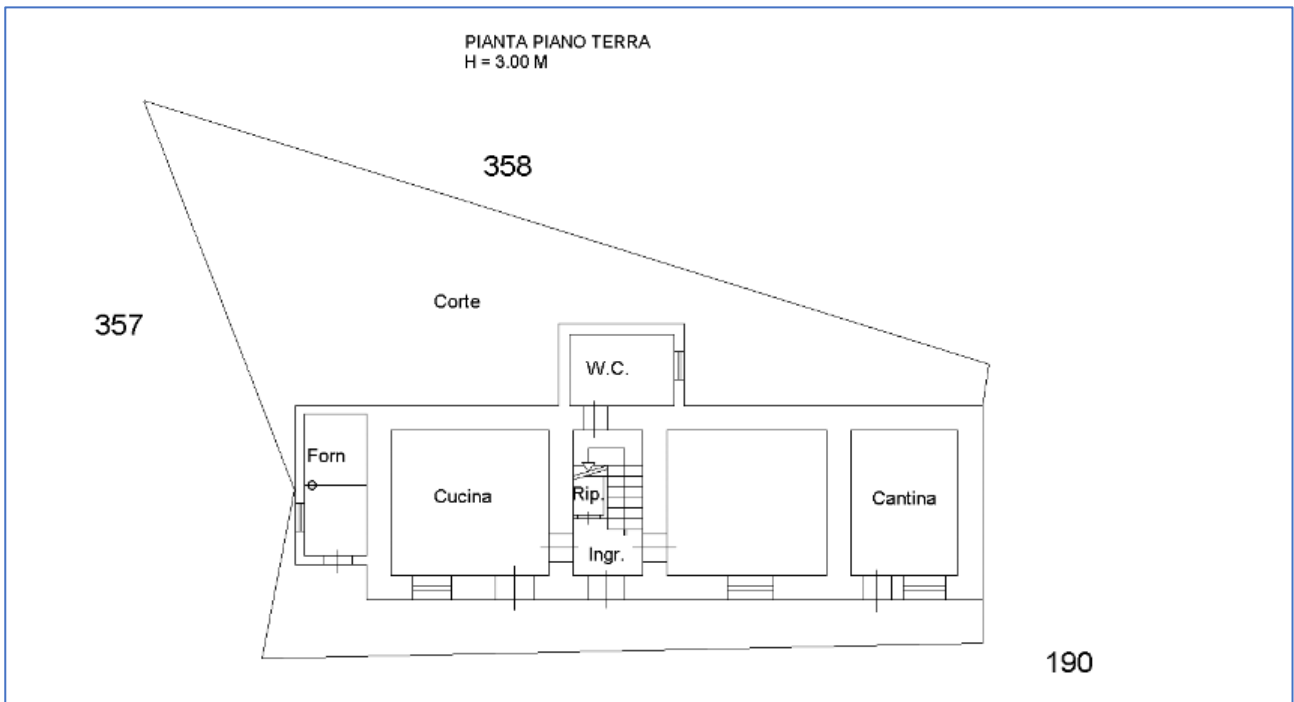 PIANTA PIANO TERRA
H = 3.00 M
358
Corte
357
W.C.
Forn
Cucina
Rip.
Cantina
Ingr.
190